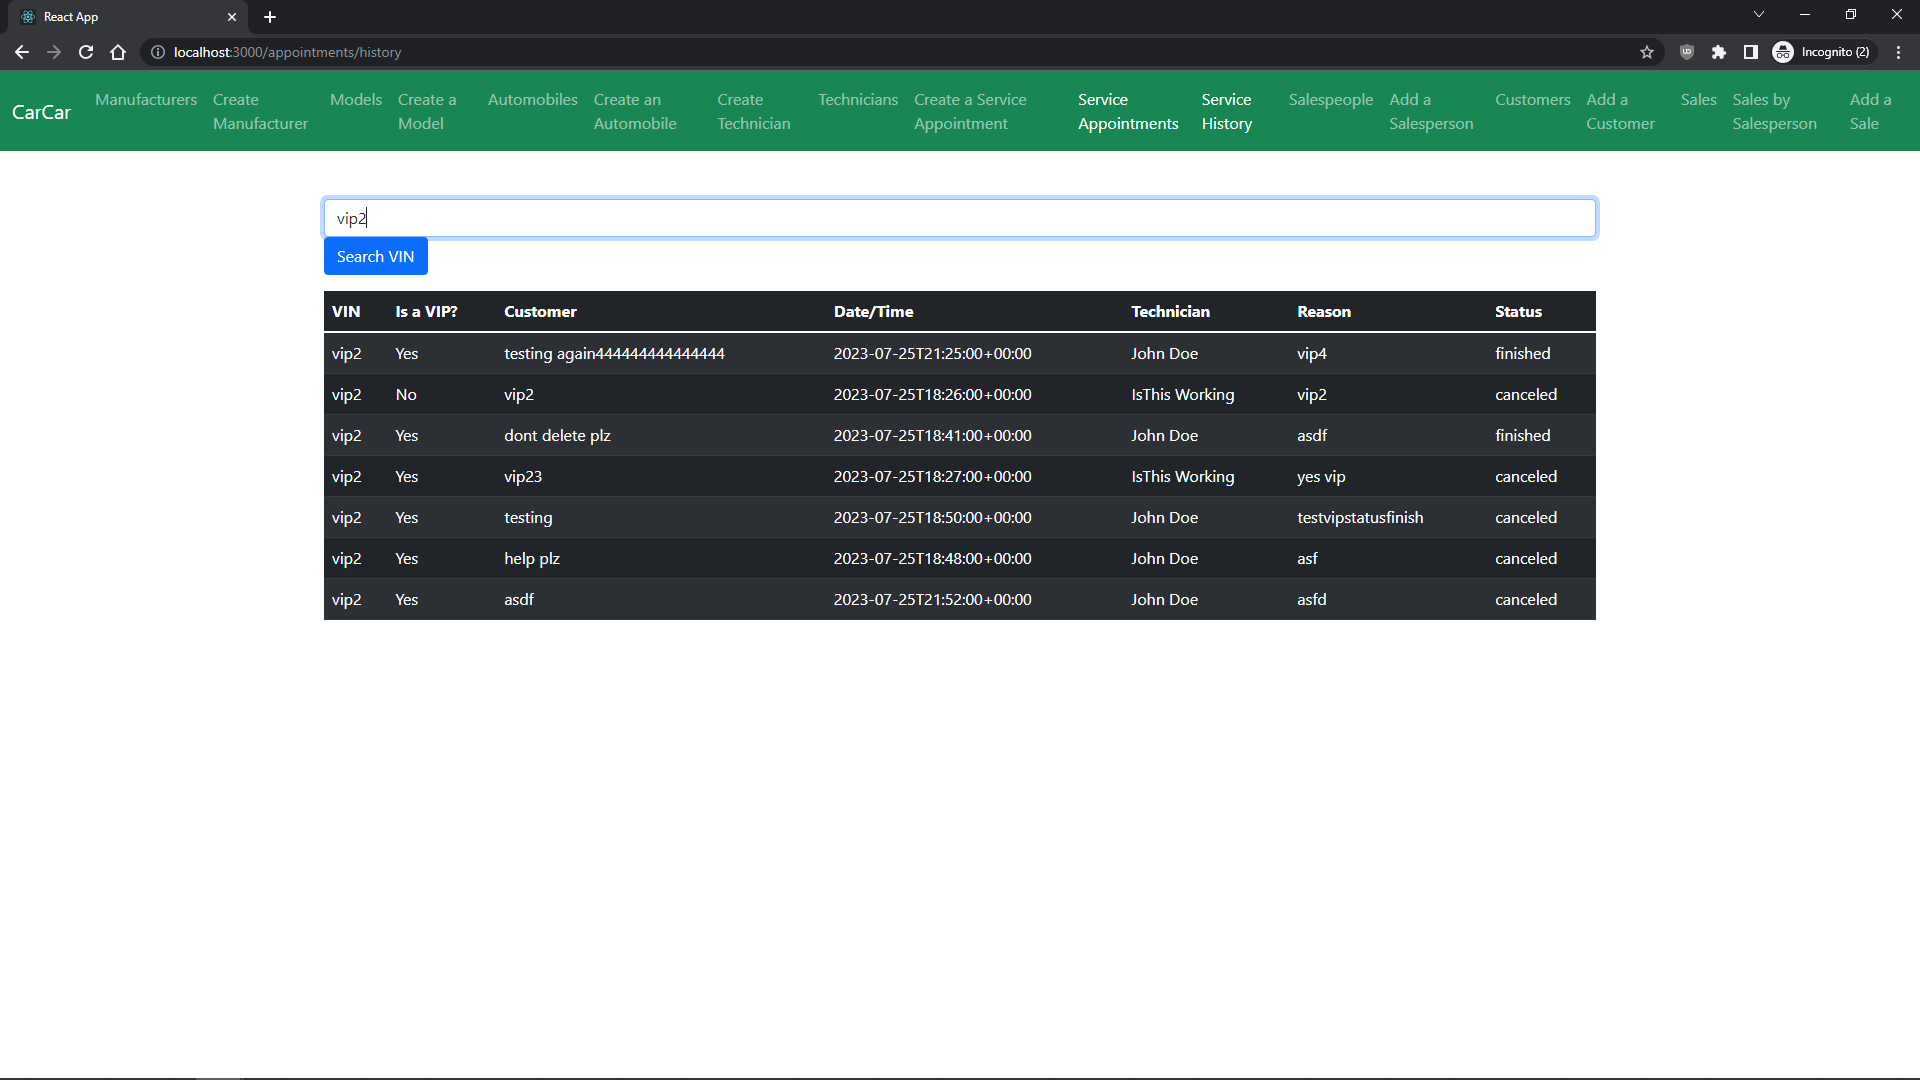 React App
localhost:3000/appointments/history
Incognito (2)
CarCar
Manufacturers
Create
Manufacturer
Models
Create a
Model
Automobiles
Create an
Automobile
Create
Technician
Technicians
Create a Service
Appointment
Service
Appointments
Service
History
Salespeople
Add a
Salesperson
Customers
Add a
Customer
Sales
Sales by
Salesperson
Add a
Sale
vip2
Search VIN
VIN Is a VIP? Customer Date/Time Technician Reason Status
vip2 Yes testing again444444444444444 2023-07-25T21:25:00+00:00 John Doe vip4 finished
vip2 No vip2 2023-07-25T18:26:00+00:00 IsThis Working vip2 canceled
vip2 Yes dont delete plz 2023-07-25T18:41:00+00:00 John Doe asdf finished
vip2 Yes vip23 2023-07-25T18:27:00+00:00 IsThis Working yes vip canceled
vip2 Yes testing 2023-07-25T18:50:00+00:00 John Doe testvipstatusfinish canceled
vip2 Yes help plz 2023-07-25T18:48:00+00:00 John Doe asf canceled
vip2 Yes asdf 2023-07-25T21:52:00+00:00 John Doe asfd canceled